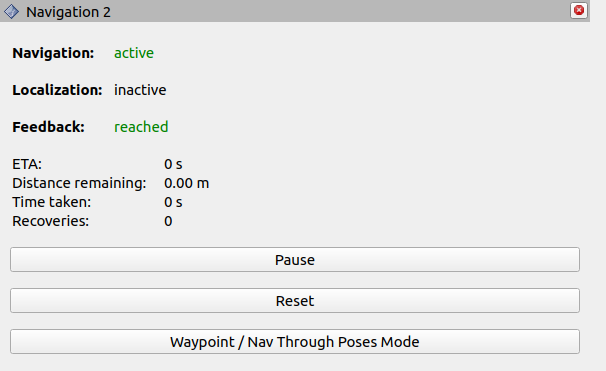 Navigation 2
Navigation: active
Localization: inactive
Feedback: reached
ETA: 0 s
Distance remaining: 0.00 m
Time taken: 0 s
Recoveries: 0
Pause
Reset
Waypoint / Nav Through Poses Mode